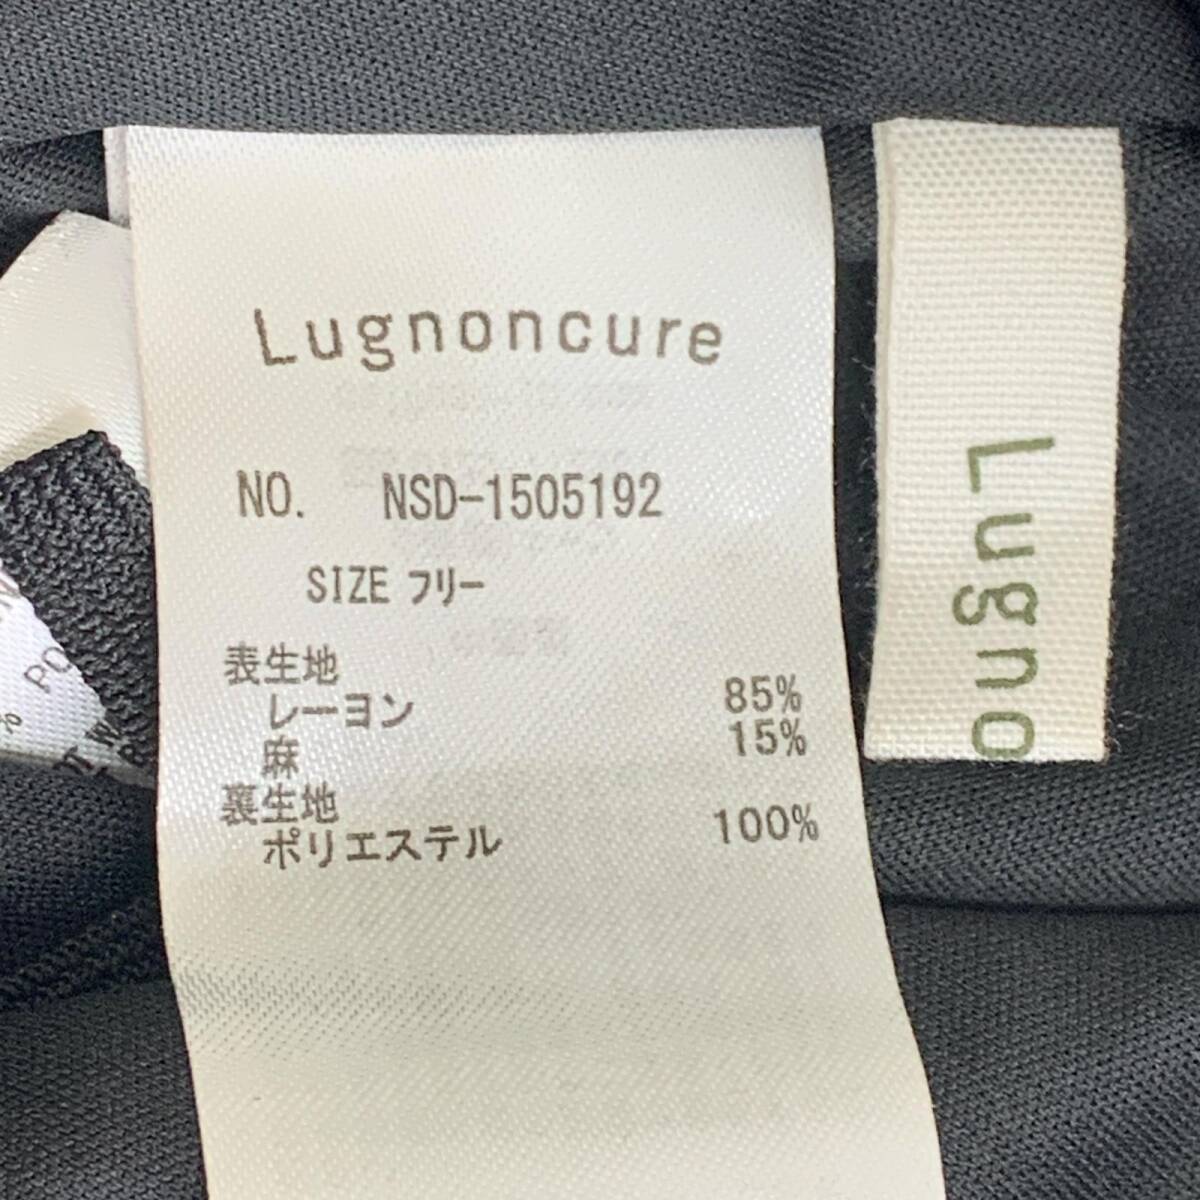 Lugnoncure
NO. NSD-1505192
SIZE フリー
表生地
レーヨン 85%
麻 15%
裏生地
ポリエステル 100%
Lugno